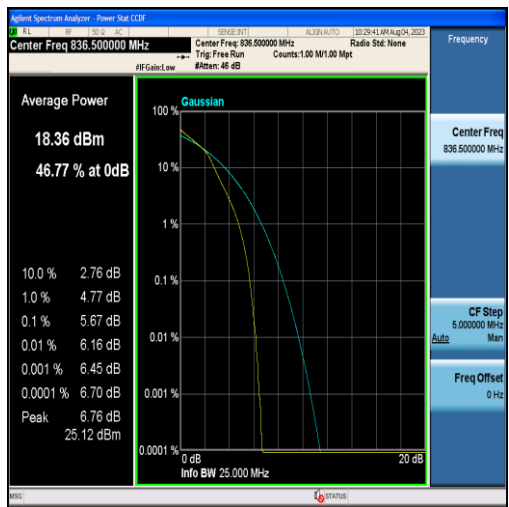 Agilent Spectrum Analyzer - Power Stat CCDF
RL RF 50 Ω AC SENSE:INT ALIGN AUTO 10:29:41 AM Aug 04, 2023
Center Freq 836.500000 MHz
Center Freq: 836.500000 MHz Radio Std: None
Trig: Free Run Counts:1.00 M/1.00 Mpt
#IFGain:Low #Atten: 46 dB
Frequency
Average Power
18.36 dBm
46.77 % at 0dB
10.0 % 2.76 dB
1.0 % 4.77 dB
0.1 % 5.67 dB
0.01 % 6.16 dB
0.001 % 6.45 dB
0.0001 % 6.70 dB
Peak 6.76 dB
25.12 dBm
Gaussian
100 %
10 %
1 %
0.1 %
0.01 %
0.001 %
0.0001 %
0 dB 20 dB
Info BW 25.000 MHz
Center Freq
836.500000 MHz
CF Step
5.000000 MHz
Auto Man
Freq Offset
0 Hz
MSG STATUS